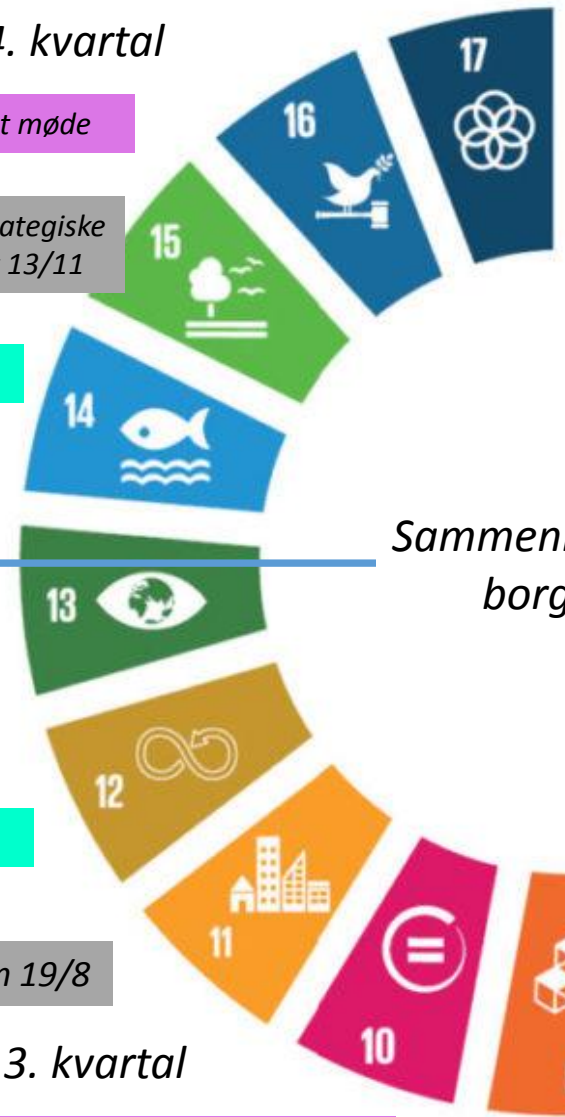 4. kvartal
17
16
t møde
ategiske
13/11
15
14
Sammen
borg
13
12
11
n 19/8
10
3. kvartal